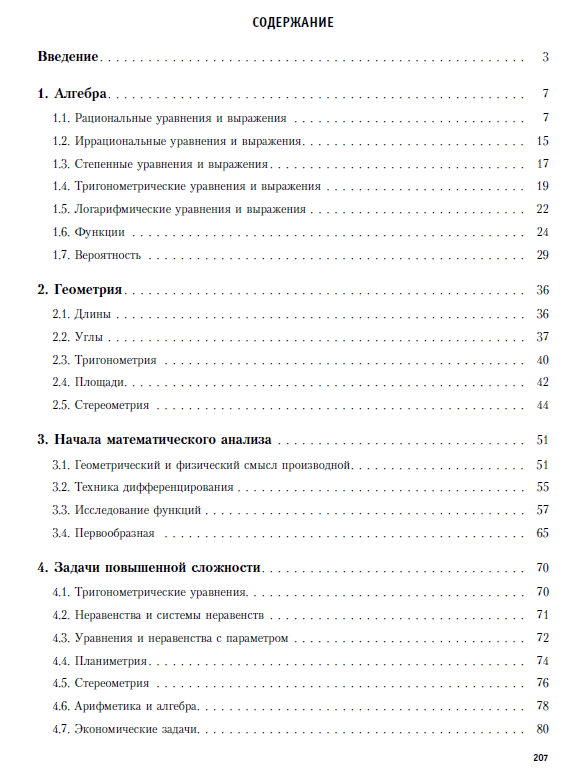 СОДЕРЖАНИЕ
Введение . . . . . . . . . . . . . . . . . . . . 3
1. Алгебра . . . . . . . . . . . . . . . . . . . . 7
1.1. Рациональные уравнения и выражения . . . . . . . . . . 7
1.2. Иррациональные уравнения и выражения . . . . . . . . . . 15
1.3. Степенные уравнения и выражения . . . . . . . . . . 17
1.4. Тригонометрические уравнения и выражения . . . . . . . . . . 19
1.5. Логарифмические уравнения и выражения . . . . . . . . . . 22
1.6. Функции . . . . . . . . . . 24
1.7. Вероятность . . . . . . . . . . 29
2. Геометрия . . . . . . . . . . 36
2.1. Длины . . . . . . . . . . 36
2.2. Углы . . . . . . . . . . 37
2.3. Тригонометрия . . . . . . . . . . 40
2.4. Площади . . . . . . . . . . 42
2.5. Стереометрия . . . . . . . . . . 44
3. Начала математического анализа . . . . . . . . . . 51
3.1. Геометрический и физический смысл производной . . . . . . . . . . 51
3.2. Техника дифференцирования . . . . . . . . . . 55
3.3. Исследование функций . . . . . . . . . . 57
3.4. Первообразная . . . . . . . . . . 65
4. Задачи повышенной сложности . . . . . . . . . . 70
4.1. Тригонометрические уравнения . . . . . . . . . . 70
4.2. Неравенства и системы неравенств . . . . . . . . . . 71
4.3. Уравнения и неравенства с параметром . . . . . . . . . . 72
4.4. Планиметрия . . . . . . . . . . 74
4.5. Стереометрия . . . . . . . . . . 76
4.6. Арифметика и алгебра . . . . . . . . . . 78
4.7. Экономические задачи . . . . . . . . . . 80
207